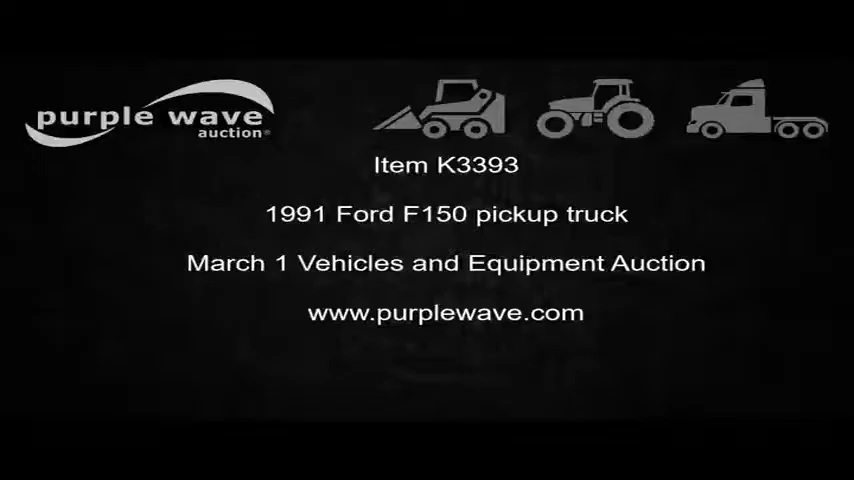 purple wave
auction®
Item K3393
1991 Ford F150 pickup truck
March 1 Vehicles and Equipment Auction
www.purplewave.com